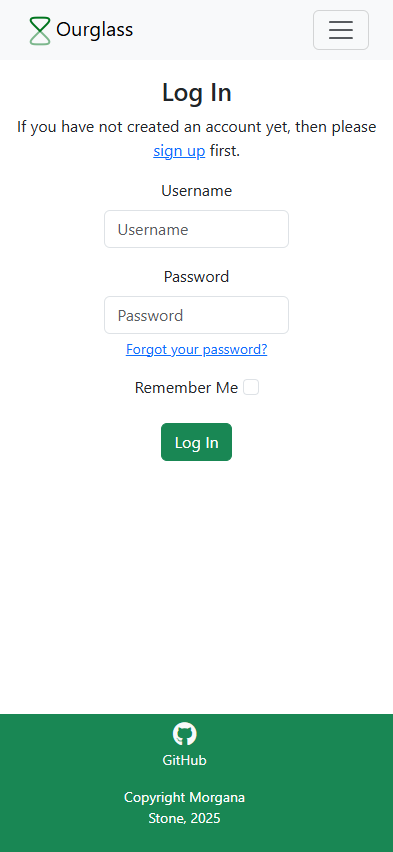 Ourglass
Log In
If you have not created an account yet, then please
sign up first.
Username
Username
Password
Password
Forgot your password?
Remember Me
Log In
GitHub
Copyright Morgana
Stone, 2025